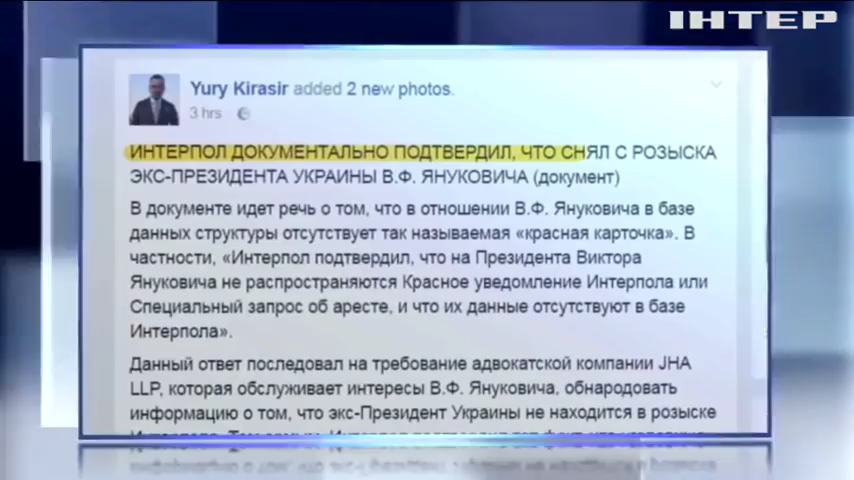 ІНТЕР
Yury Kirasir added 2 new photos.
3 hrs
ИНТЕРПОЛ ДОКУМЕНТАЛЬНО ПОДТВЕРДИЛ, ЧТО СНЯЛ С РОЗЫСКА
ЭКС-ПРЕЗИДЕНТА УКРАИНЫ В.Ф. ЯНУКОВИЧА (документ)
В документе идет речь о том, что в отношении В.Ф. Януковича в базе
данных структуры отсутствует так называемая «красная карточка». В
частности, «Интерпол подтвердил, что на Президента Виктора
Януковича не распространяются Красное уведомление Интерпола или
Специальный запрос об аресте, и что их данные отсутствуют в базе
Интерпола».
Данный ответ последовал на требование адвокатской компании JHA
LLP, которая обслуживает интересы В.Ф. Януковича, обнародовать
информацию о том, что экс-Президент Украины не находится в розыске